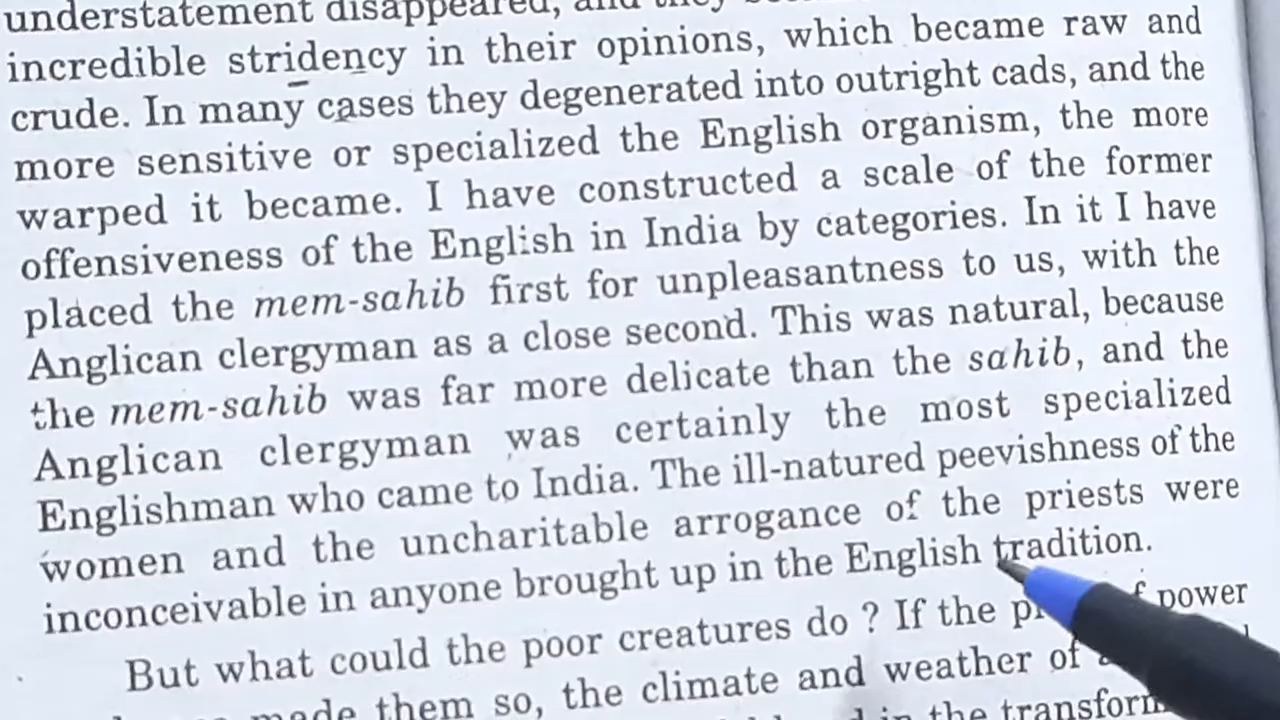 understatement disappeared, and they
incredible stridency in their opinions, which became raw and
crude. In many cases they degenerated into outright cads, and the
more sensitive or specialized the English organism, the more
warped it became. I have constructed a scale of the former
offensiveness of the English in India by categories. In it I have
placed the mem-sahib first for unpleasantness to us, with the
Anglican clergyman as a close second. This was natural, because
the mem-sahib was far more delicate than the sahib, and the
Anglican clergyman was certainly the most specialized
Englishman who came to India. The ill-natured peevishness of the
women and the uncharitable arrogance of the priests were
inconceivable in anyone brought up in the English tradition.
But what could the poor creatures do ? If the power
made them so, the climate and weather of
in the